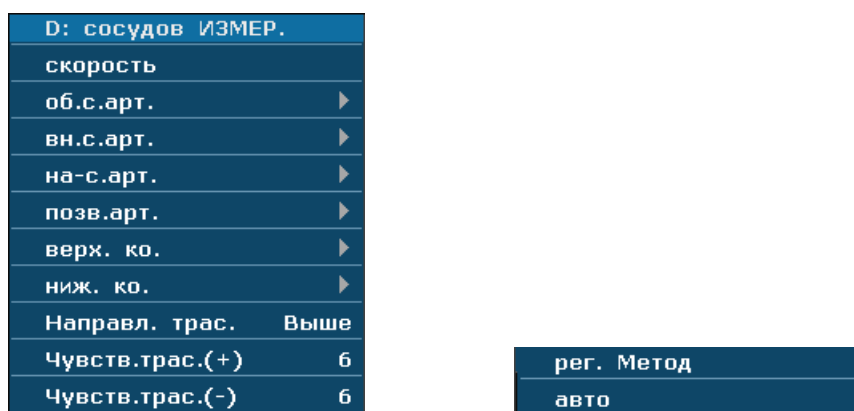 D: сосудов ИЗМЕР.
скорость
об.с.арт.
вн.с.арт.
на-с.арт.
позв.арт.
верх. ко.
ниж. ко.
Направл. трас. Выше
Чувств.трас.(+) 6
Чувств.трас.(-) 6
рег. Метод
авто